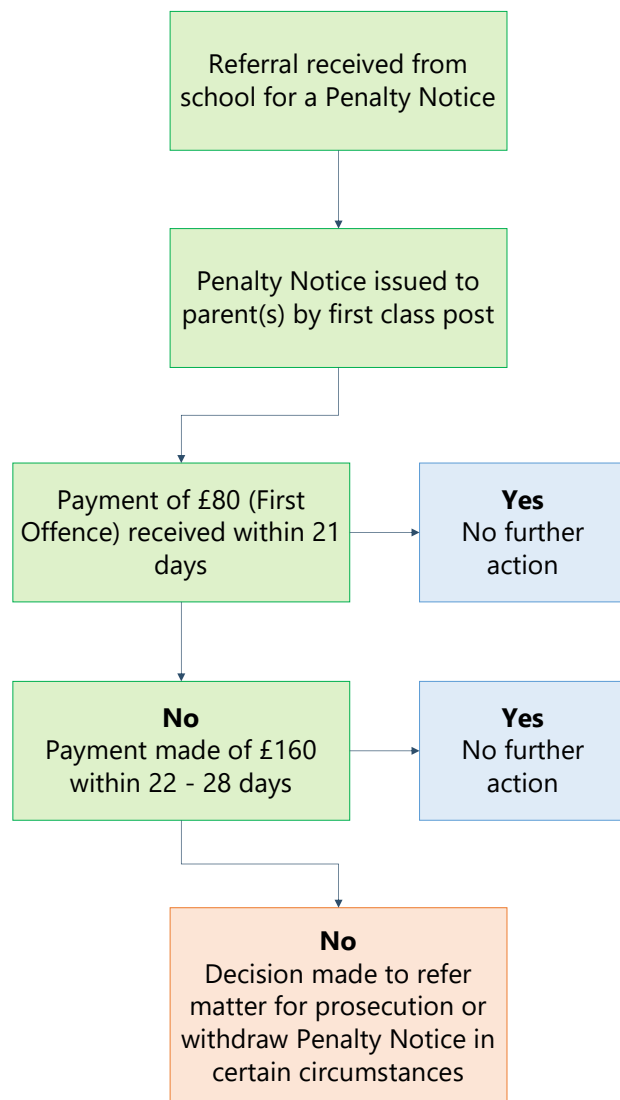 Referral received from
school for a Penalty Notice
Penalty Notice issued to
parent(s) by first class post
Payment of £80 (First
Offence) received within 21
days
Yes
No further
action
No
Payment made of £160
within 22 - 28 days
Yes
No further
action
No
Decision made to refer
matter for prosecution or
withdraw Penalty Notice in
certain circumstances